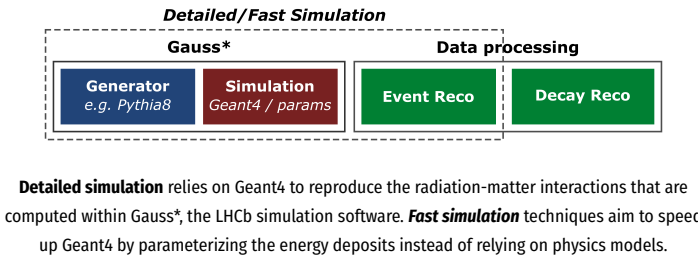 Detailed/Fast Simulation
Gauss*
Data processing
Generator
e.g. Pythia8
Simulation
Geant4 / params
Event Reco
Decay Reco
Detailed simulation relies on Geant4 to reproduce the radiation-matter interactions that are
computed within Gauss*, the LHCb simulation software. Fast simulation techniques aim to speed
up Geant4 by parameterizing the energy deposits instead of relying on physics models.